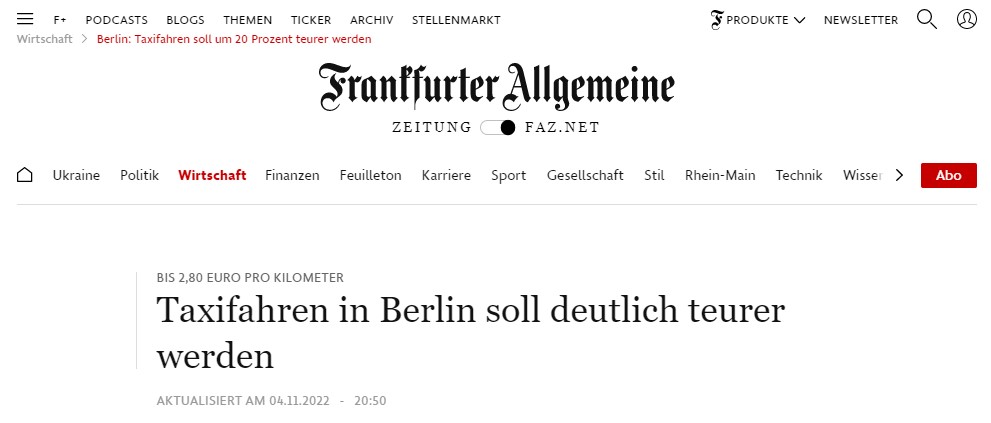 F+ PODCASTS BLOGS THEMEN TICKER ARCHIV STELLENMARKT PRODUKTE NEWSLETTER
Wirtschaft > Berlin: Taxifahren soll um 20 Prozent teurer werden
Frankfurter Allgemeine
ZEITUNG FAZ.NET
Ukraine Politik Wirtschaft Finanzen Feuilleton Karriere Sport Gesellschaft Stil Rhein-Main Technik Wissen Abo
BIS 2,80 EURO PRO KILOMETER
Taxifahren in Berlin soll deutlich teurer
werden
AKTUALISIERT AM 04.11.2022 - 20:50